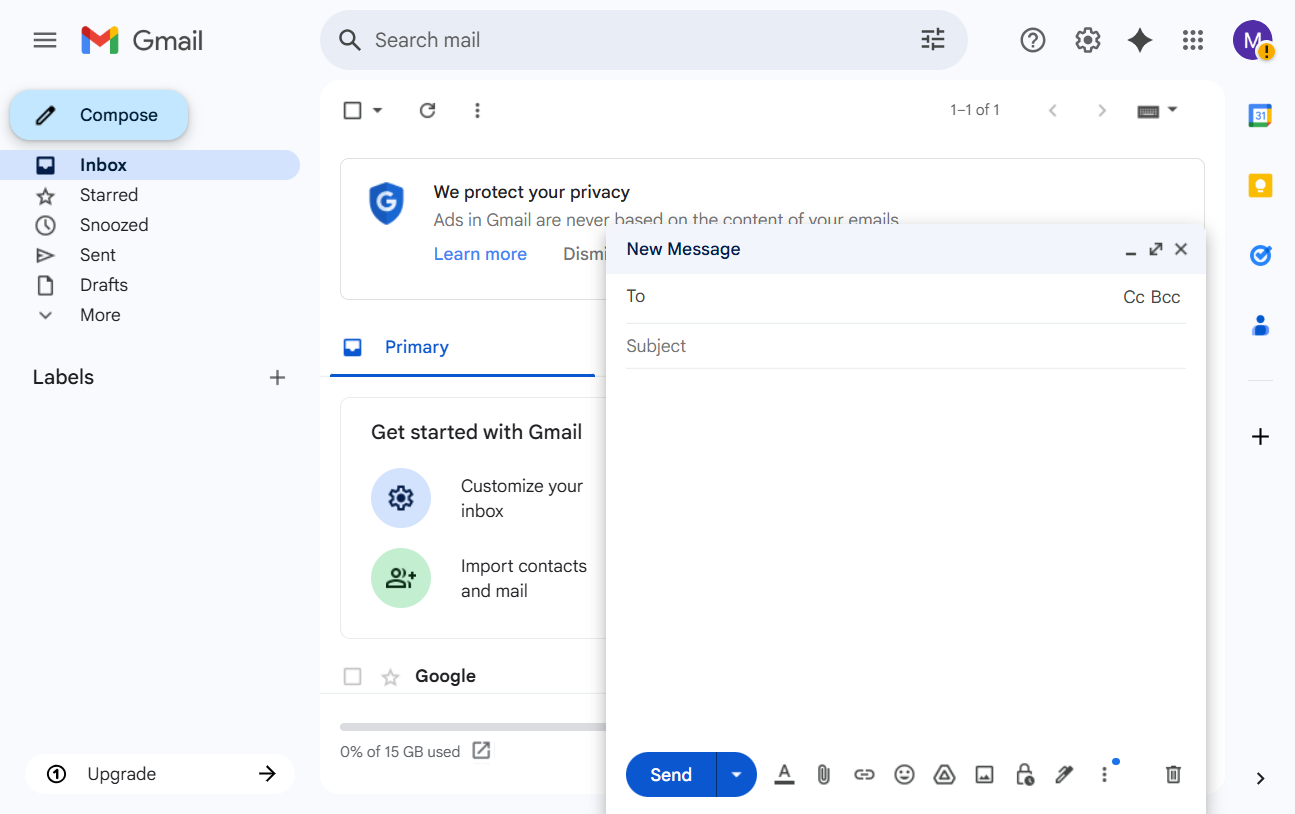 Gmail
Search mail
M
Compose
Inbox
Starred
Snoozed
Sent
Drafts
More
Labels
1 Upgrade
1–1 of 1
G
We protect your privacy
Ads in Gmail are never based on the content of your emails
Learn more Dismi
Primary
Get started with Gmail
Customize your
inbox
Import contacts
and mail
Google
0% of 15 GB used
New Message
To Cc Bcc
Subject
Send
31